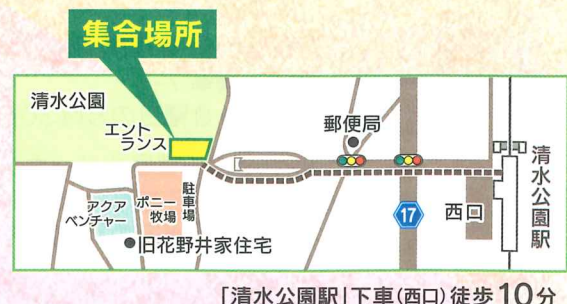 集合場所
清水公園
エント
ランス
郵便局
清水公園駅
駐車場
ポニー
牧場
アクア
ベンチャー
17
西口
旧花野井家住宅
「清水公園駅」下車(西口)徒歩10分